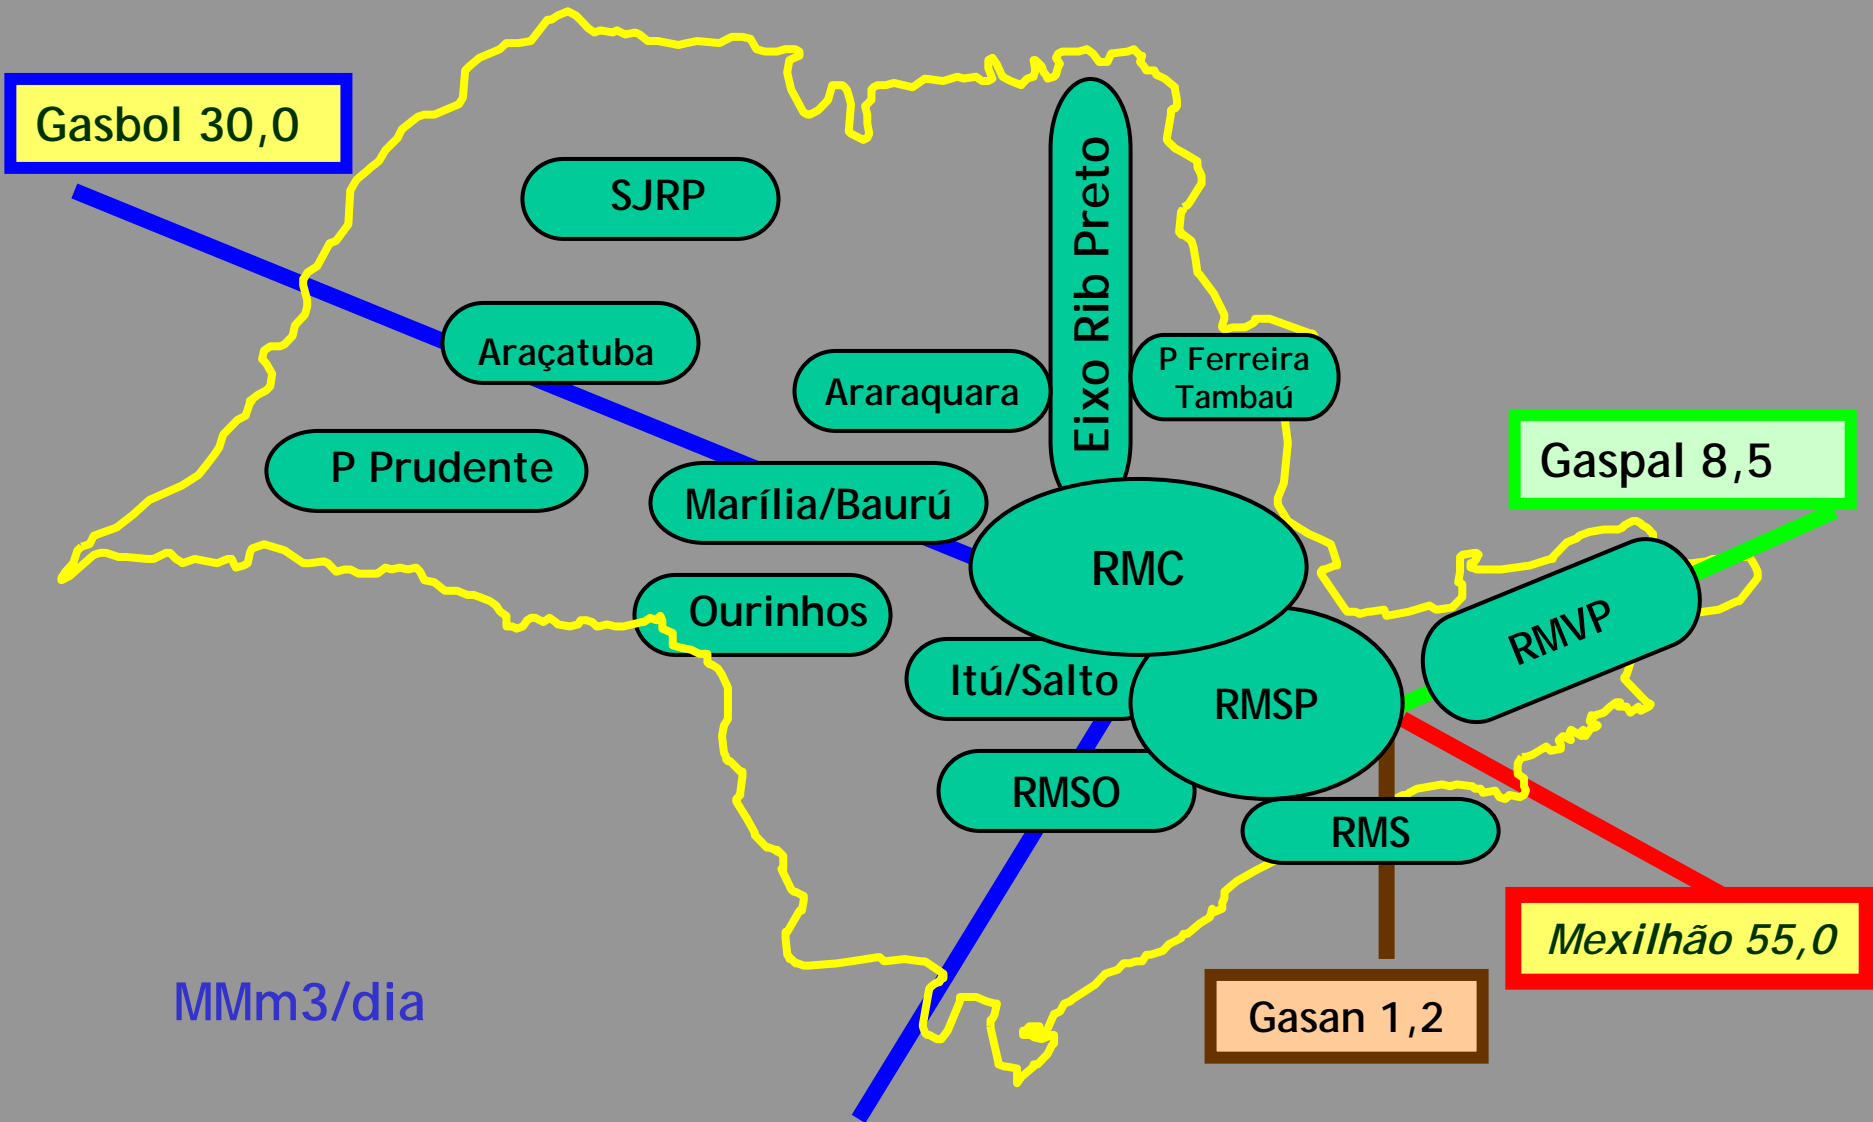 Gasbol 30,0
SJRP
Eixo Rib Preto
Araçatuba
Araraquara
P Ferreira
Tambaú
P Prudente
Marília/Baurú
Gaspal 8,5
RMC
Ourinhos
RMVP
Itú/Salto
RMSP
RMSO
RMS
Mexilhão 55,0
MMm3/dia
Gasan 1,2